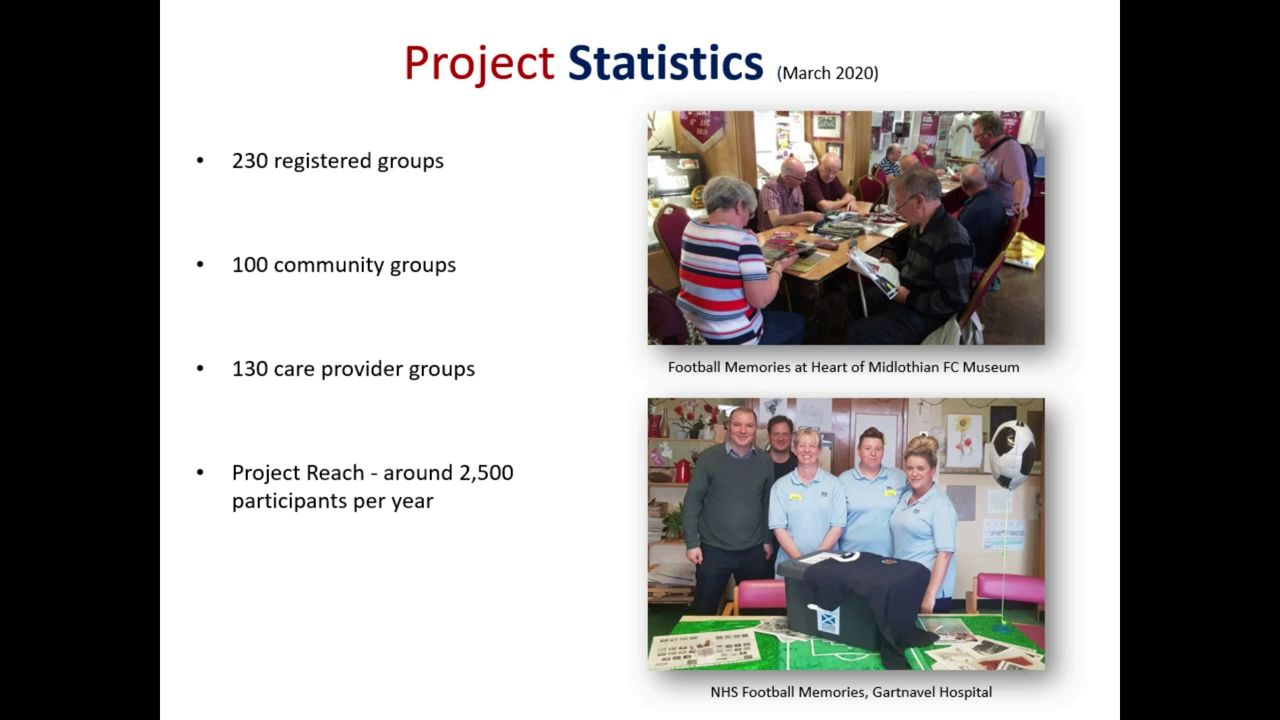 Project Statistics (March 2020)
• 230 registered groups
• 100 community groups
• 130 care provider groups
• Project Reach - around 2,500
participants per year
Football Memories at Heart of Midlothian FC Museum
NHS Football Memories, Gartnavel Hospital